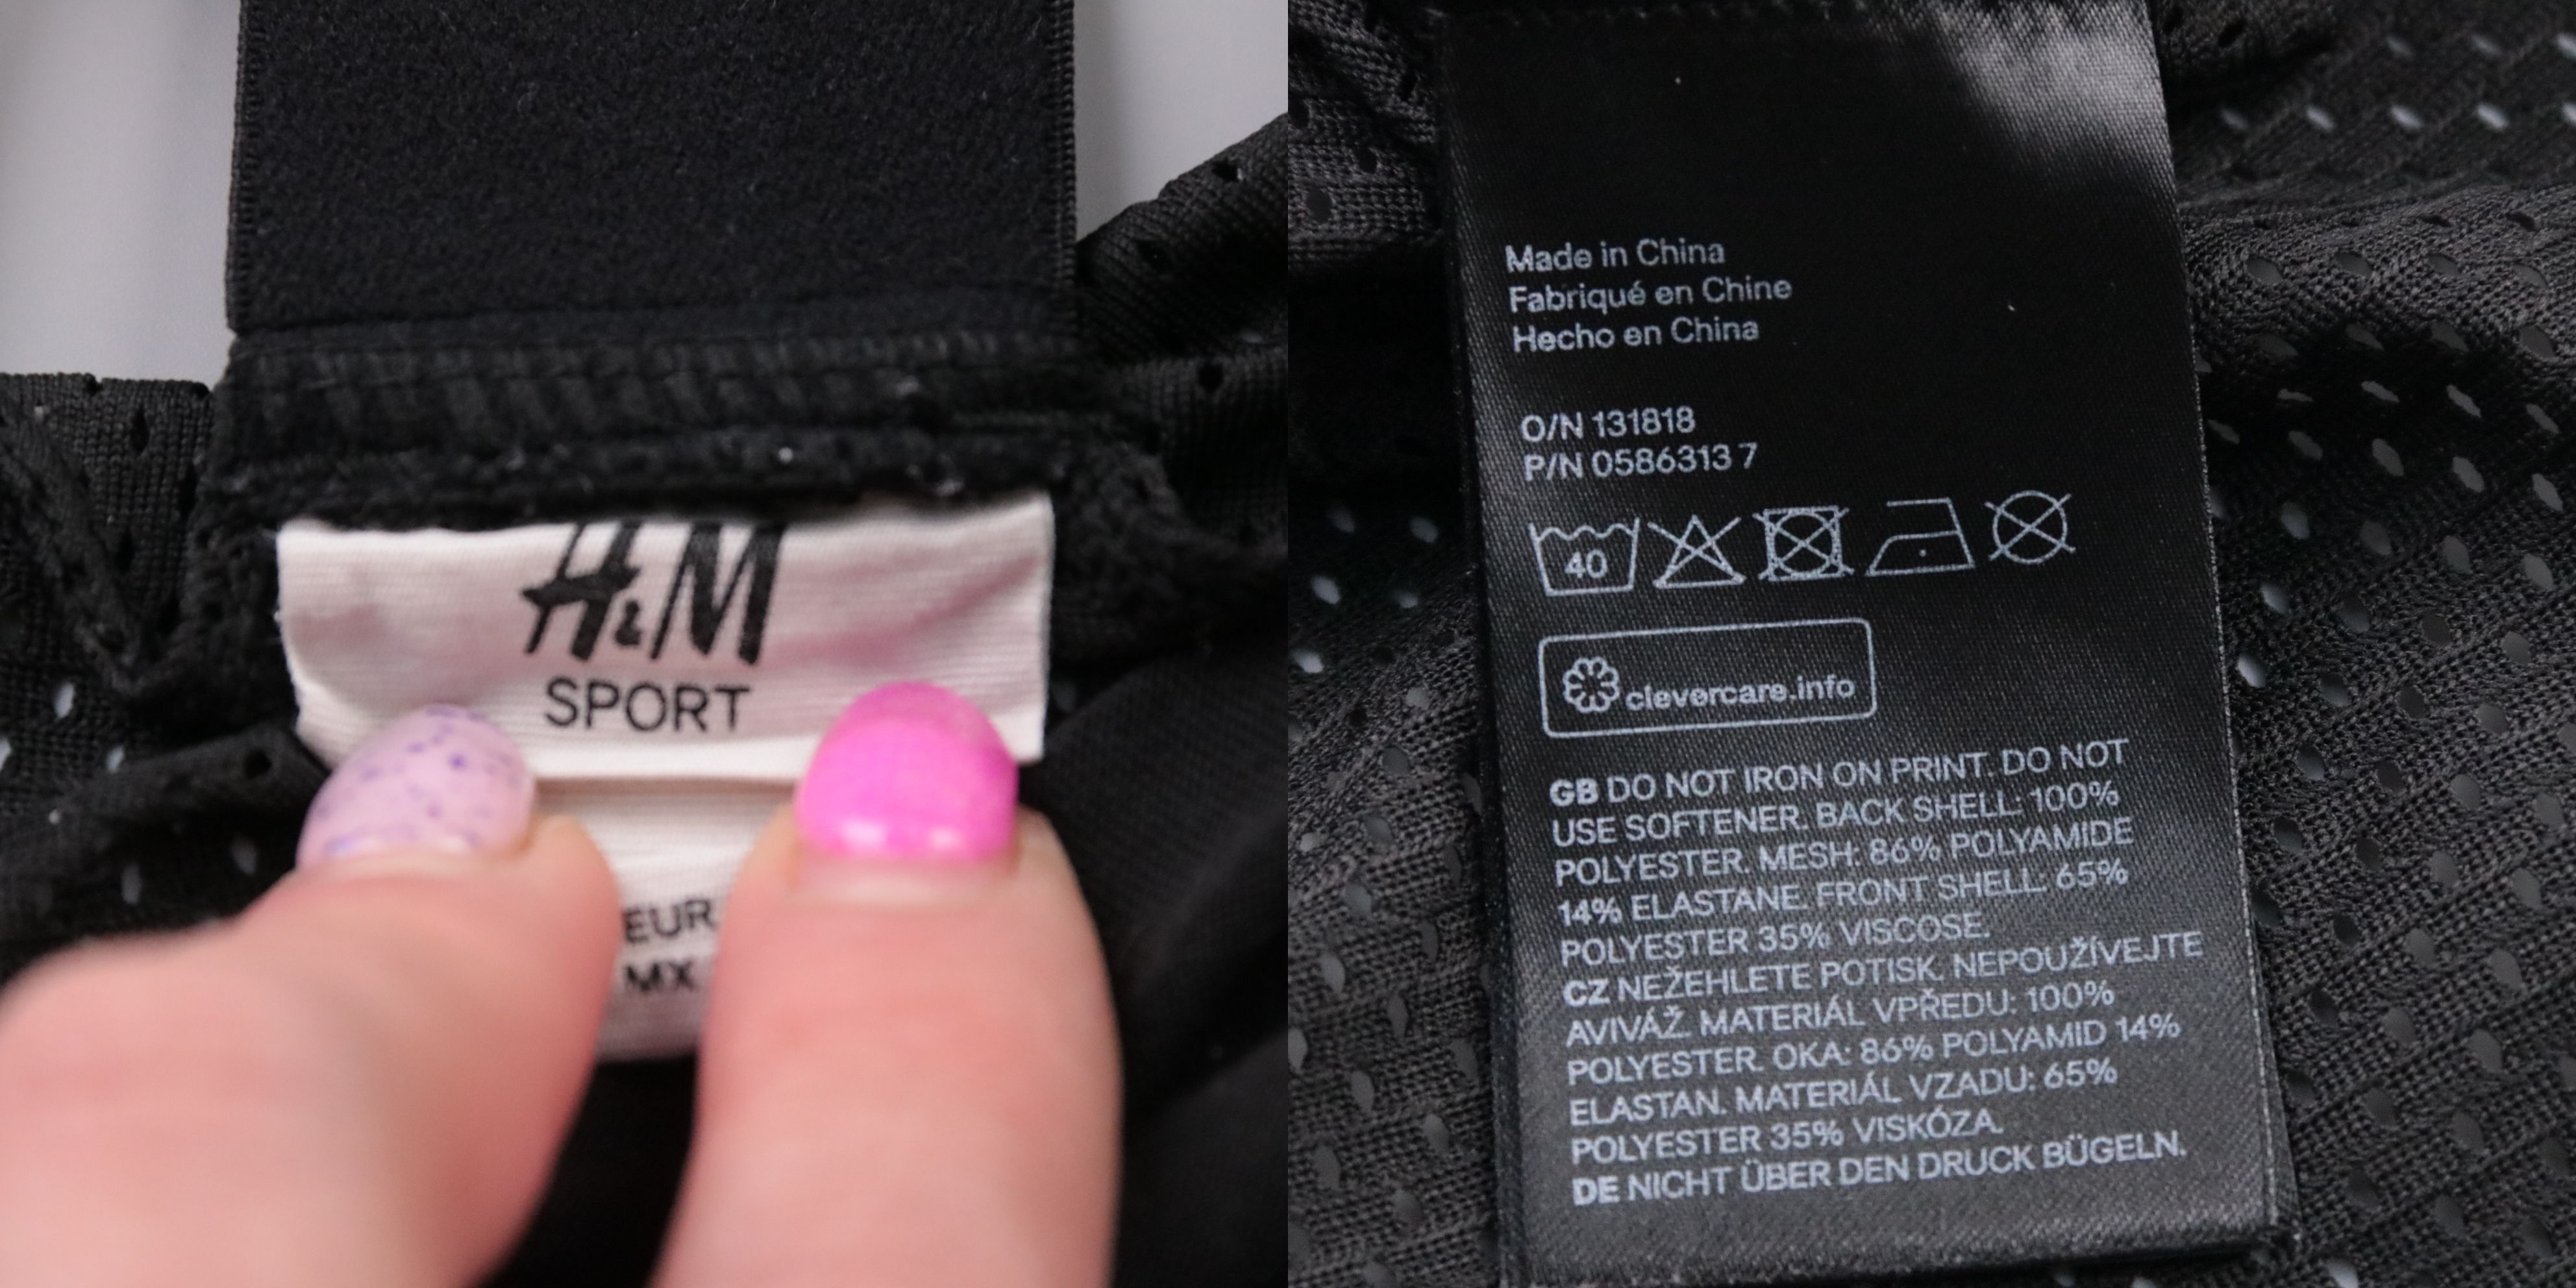 H&M
SPORT
EUR
MX
Made in China
Fabriqué en Chine
Hecho en China
O/N 131818
P/N 0586313 7
40
clevercare.info
GB DO NOT IRON ON PRINT. DO NOT
USE SOFTENER. BACK SHELL: 100%
POLYESTER. MESH: 86% POLYAMIDE
14% ELASTANE. FRONT SHELL: 65%
POLYESTER 35% VISCOSE.
CZ NEŽEHLETE POTISK. NEPOUŽÍVEJTE
AVIVÁŽ. MATERIÁL VPŘEDU: 100%
POLYESTER. OKA: 86% POLYAMID 14%
ELASTAN. MATERIÁL VZADU: 65%
POLYESTER 35% VISKÓZA.
DE NICHT ÜBER DEN DRUCK BÜGELN.